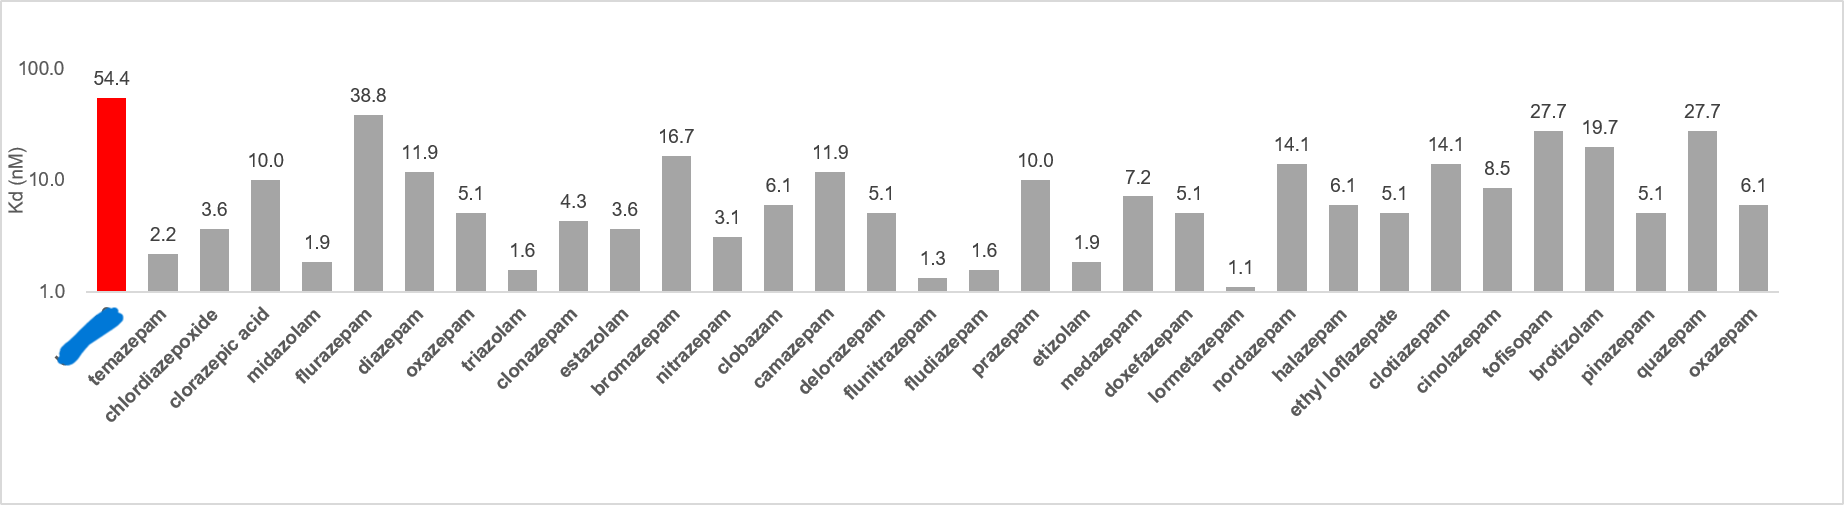 100.0
10.0
1.0
Kd (nM)
54.4
2.2
3.6
10.0
1.9
38.8
11.9
5.1
1.6
4.3
3.6
16.7
3.1
6.1
11.9
5.1
1.3
1.6
10.0
1.9
7.2
5.1
1.1
14.1
6.1
5.1
14.1
8.5
27.7
19.7
5.1
27.7
6.1
temazepam
chlordiazepoxide
clorazepic acid
midazolam
flurazepam
diazepam
oxazepam
triazolam
clonazepam
estazolam
bromazepam
nitrazepam
clobazam
camazepam
delorazepam
flunitrazepam
fludiazepam
prazepam
etizolam
medazepam
doxefazepam
lormetazepam
nordazepam
halazepam
ethyl loflazepate
clotiazepam
cinolazepam
tofisopam
brotizolam
pinazepam
quazepam
oxazepam